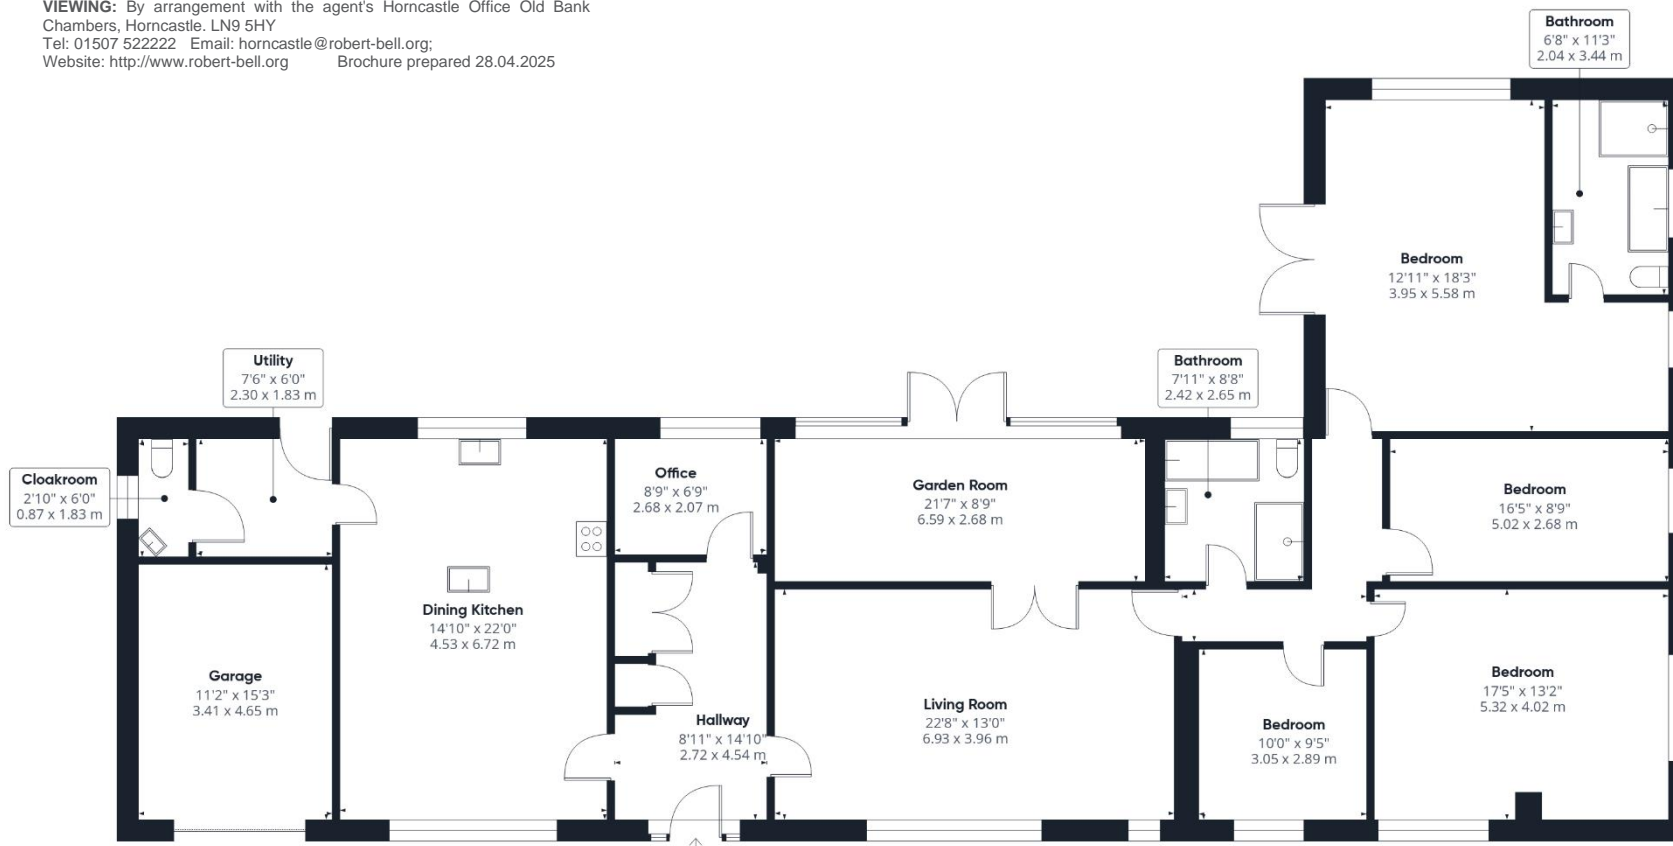 VIEWING: By arrangement with the agent's Horncastle Office Old Bank
Chambers, Horncastle. LN9 5HY
Tel: 01507 522222 Email: horncastle@robert-bell.org;
Website: http://www.robert-bell.org Brochure prepared 28.04.2025
Bathroom
6'8" x 11'3"
2.04 x 3.44 m
Bedroom
12'11" x 18'3"
3.95 x 5.58 m
Utility
7'6" x 6'0"
2.30 x 1.83 m
Bathroom
7'11" x 8'8"
2.42 x 2.65 m
Cloakroom
2'10" x 6'0"
0.87 x 1.83 m
Office
8'9" x 6'9"
2.68 x 2.07 m
Garden Room
21'7" x 8'9"
6.59 x 2.68 m
Bedroom
16'5" x 8'9"
5.02 x 2.68 m
Dining Kitchen
14'10" x 22'0"
4.53 x 6.72 m
Garage
11'2" x 15'3"
3.41 x 4.65 m
Hallway
8'11" x 14'10"
2.72 x 4.54 m
Living Room
22'8" x 13'0"
6.93 x 3.96 m
Bedroom
10'0" x 9'5"
3.05 x 2.89 m
Bedroom
17'5" x 13'2"
5.32 x 4.02 m